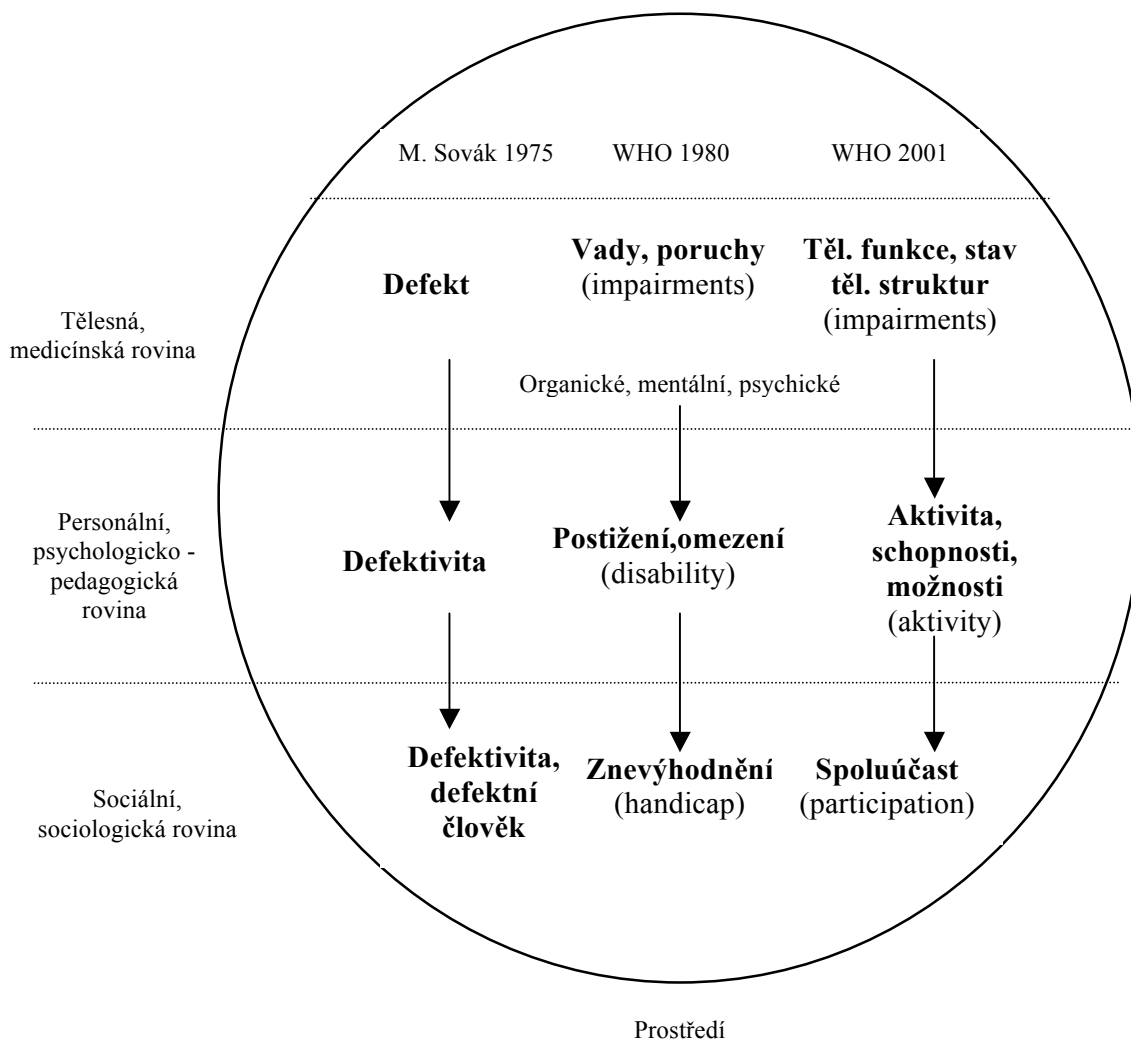 M. Sovák 1975 WHO 1980 WHO 2001
Vady, poruchy
(impairments)
Těl. funkce, stav
těl. struktur
(impairments)
Defekt
Tělesná,
medicínská rovina
Organické, mentální, psychické
Personální,
psychologicko -
pedagogická
rovina
Defektivita
Postižení,omezení
(disability)
Aktivita,
schopnosti,
možnosti
(aktivity)
Sociální,
sociologická rovina
Defektivita,
defektní
člověk
Znevýhodnění
(handicap)
Spoluúčast
(participation)
Prostředí